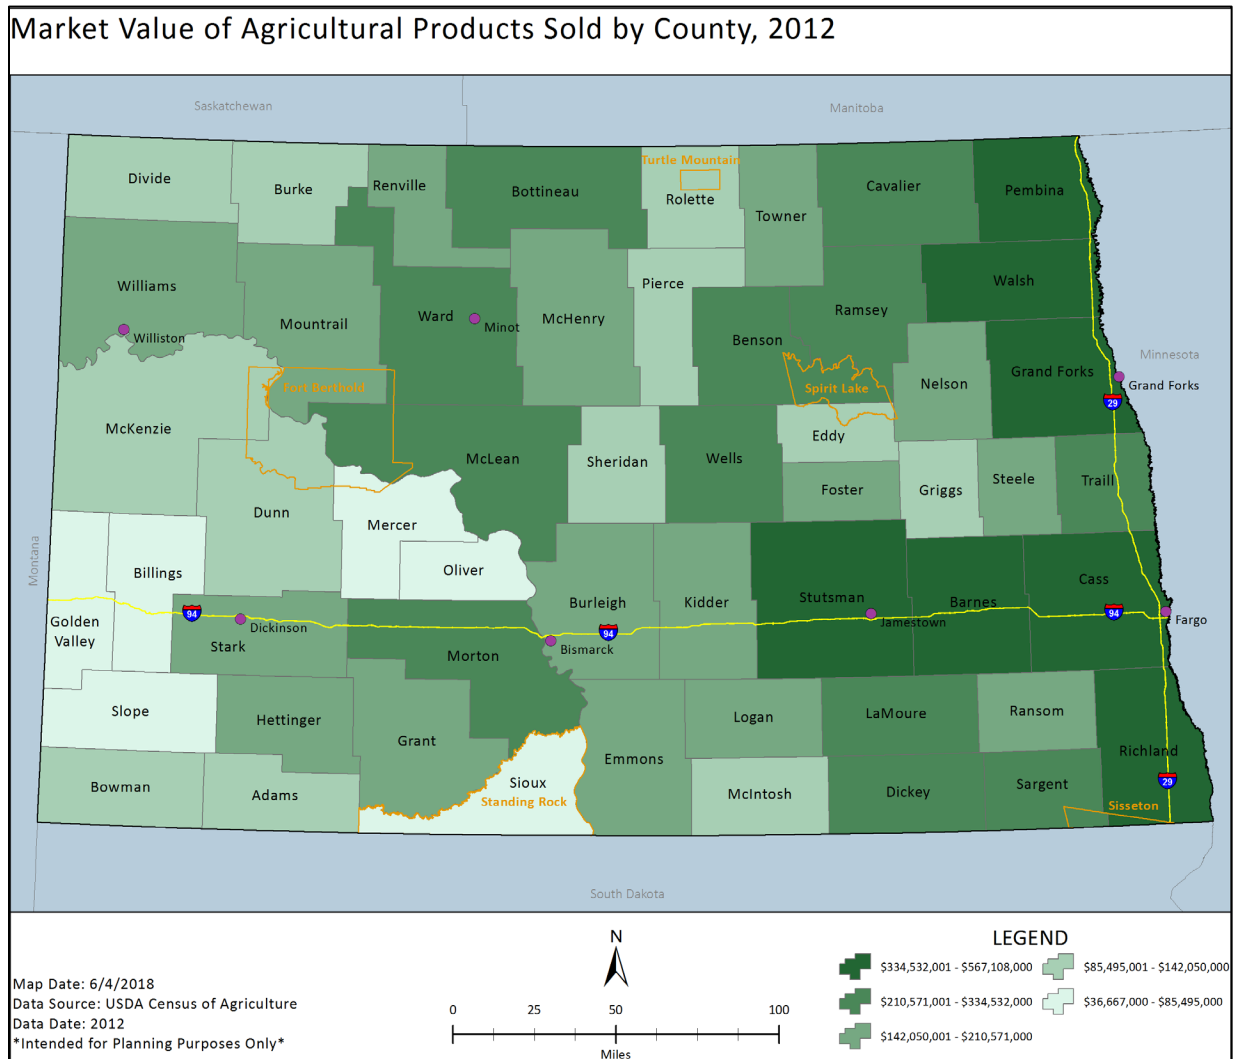 Market Value of Agricultural Products Sold by County, 2012
Saskatchewan
Manitoba
Turtle Mountain
Divide
Burke
Renville
Bottineau
Rolette
Towner
Cavalier
Pembina
Williams
Mountrail
Ward
Minot
McHenry
Pierce
Benson
Ramsey
Walsh
Williston
Fort Berthold
Spirit Lake
Nelson
Grand Forks
Minnesota
Grand Forks
29
McKenzie
McLean
Sheridan
Wells
Eddy
Foster
Griggs
Steele
Traill
Dunn
Mercer
Montana
Billings
Oliver
Burleigh
Kidder
Stutsman
Barnes
Cass
Golden
Valley
94
Dickinson
Stark
Morton
94
Bismarck
Jamestown
94
Fargo
Slope
Hettinger
Grant
Emmons
Logan
LaMoure
Ransom
Richland
Bowman
Adams
Sioux
Standing Rock
McIntosh
Dickey
Sargent
29
Sisseton
South Dakota
N
0 25 50 100
Miles
Map Date: 6/4/2018
Data Source: USDA Census of Agriculture
Data Date: 2012
*Intended for Planning Purposes Only*
LEGEND
$334,532,001 - $567,108,000
$210,571,001 - $334,532,000
$142,050,001 - $210,571,000
$85,495,001 - $142,050,000
$36,667,000 - $85,495,000